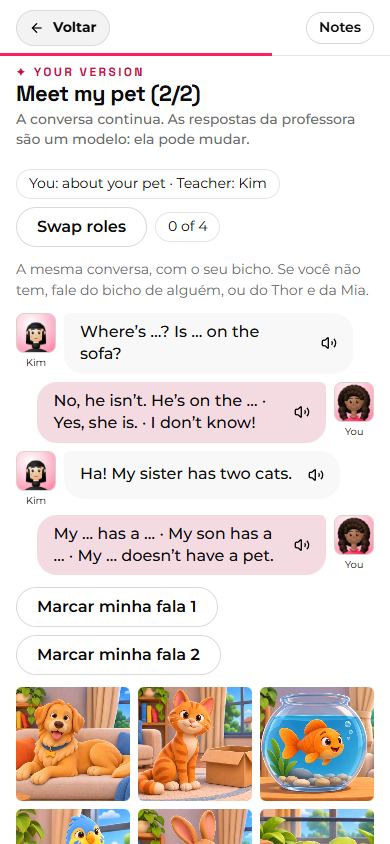 ← Voltar
Notes
✦ YOUR VERSION
Meet my pet (2/2)
A conversa continua. As respostas da professora
são um modelo: ela pode mudar.
You: about your pet · Teacher: Kim
Swap roles
0 of 4
A mesma conversa, com o seu bicho. Se você não
tem, fale do bicho de alguém, ou do Thor e da Mia.
Where’s ...? Is ... on the
sofa?
Kim
No, he isn’t. He’s on the ... ·
Yes, she is. · I don’t know!
You
Ha! My sister has two cats.
Kim
My ... has a ... · My son has a
... · My ... doesn’t have a pet.
You
Marcar minha fala 1
Marcar minha fala 2